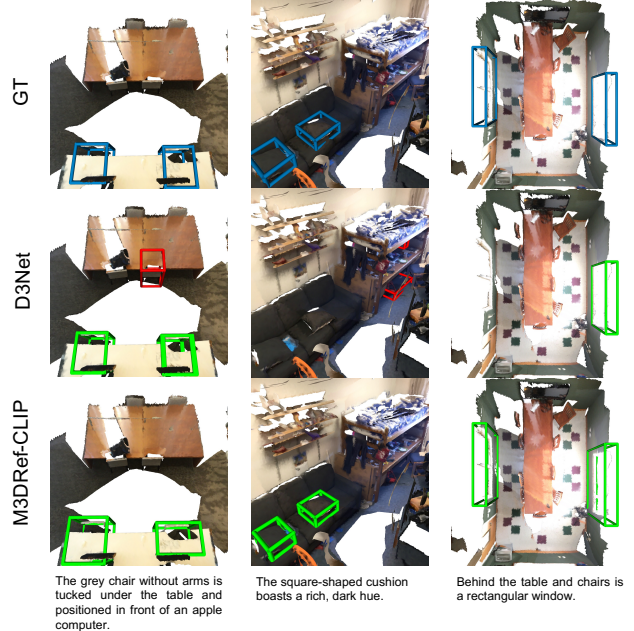 GT
D3Net
M3DRef-CLIP
The grey chair without arms is
tucked under the table and
positioned in front of an apple
computer.
The square-shaped cushion
boasts a rich, dark hue.
Behind the table and chairs is
a rectangular window.